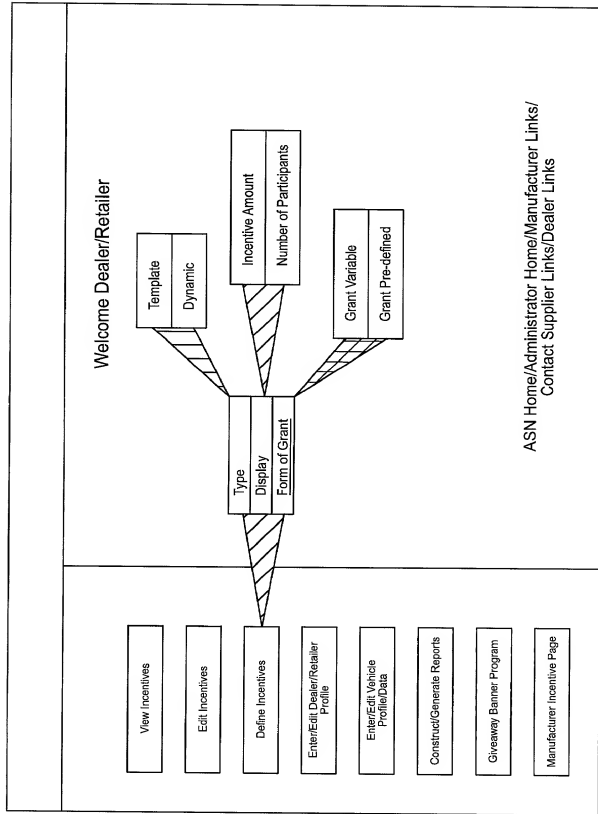 Welcome Dealer/Retailer
View Incentives
Edit Incentives
Define Incentives
Enter/Edit Dealer/Retailer
Profile
Enter/Edit Vehicle
Profile/Data
Construct/Generate Reports
Giveaway Banner Program
Manufacturer Incentive Page
Type
Display
Form of Grant
Template
Dynamic
Incentive Amount
Number of Participants
Grant Variable
Grant Pre-defined
ASN Home/Administrator Home/Manufacturer Links/
Contact Supplier Links/Dealer Links